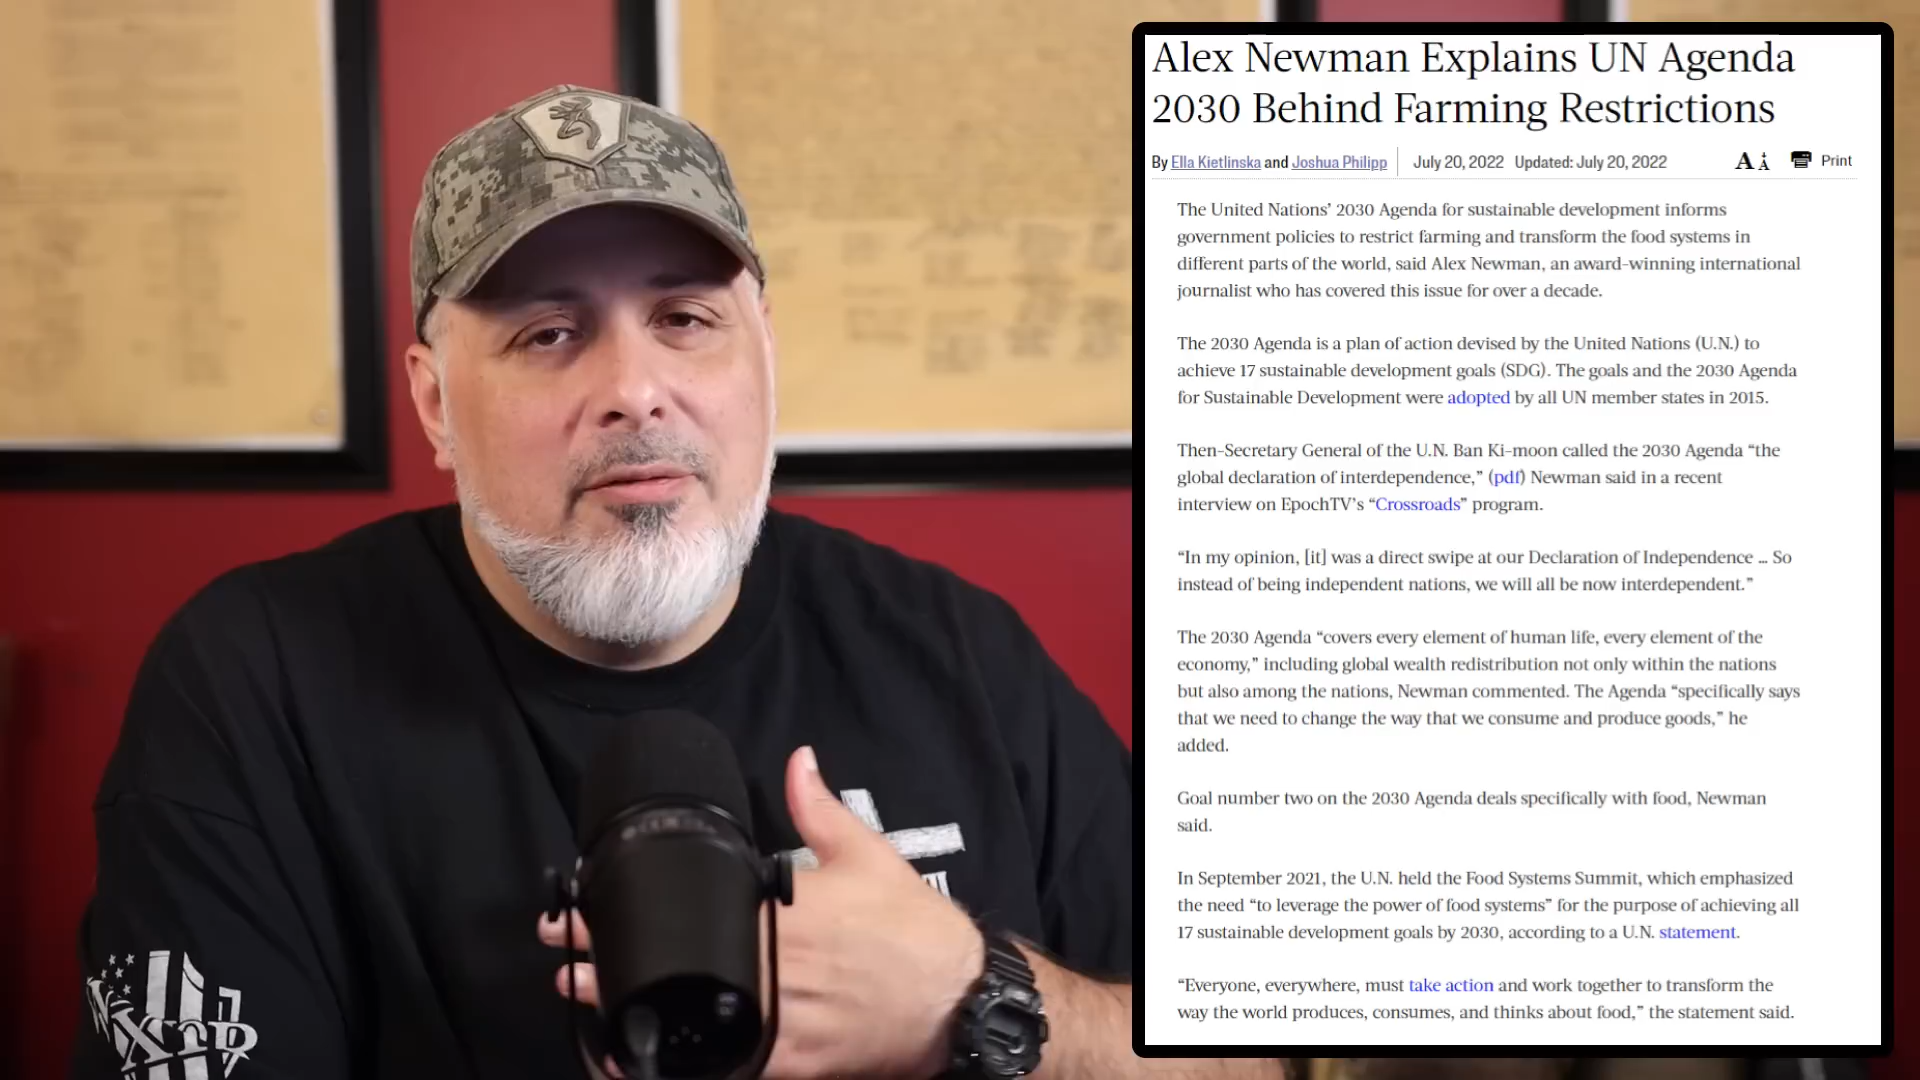 Alex Newman Explains UN Agenda
2030 Behind Farming Restrictions
By Ella Kietlinska and Joshua Philipp July 20, 2022 Updated: July 20, 2022 A A Print
The United Nations’ 2030 Agenda for sustainable development informs
government policies to restrict farming and transform the food systems in
different parts of the world, said Alex Newman, an award-winning international
journalist who has covered this issue for over a decade.
The 2030 Agenda is a plan of action devised by the United Nations (U.N.) to
achieve 17 sustainable development goals (SDG). The goals and the 2030 Agenda
for Sustainable Development were adopted by all UN member states in 2015.
Then-Secretary General of the U.N. Ban Ki-moon called the 2030 Agenda “the
global declaration of interdependence,” (pdf) Newman said in a recent
interview on EpochTV’s “Crossroads” program.
“In my opinion, [it] was a direct swipe at our Declaration of Independence … So
instead of being independent nations, we will all be now interdependent.”
The 2030 Agenda “covers every element of human life, every element of the
economy,” including global wealth redistribution not only within the nations
but also among the nations, Newman commented. The Agenda “specifically says
that we need to change the way that we consume and produce goods,” he
added.
Goal number two on the 2030 Agenda deals specifically with food, Newman
said.
In September 2021, the U.N. held the Food Systems Summit, which emphasized
the need “to leverage the power of food systems” for the purpose of achieving all
17 sustainable development goals by 2030, according to a U.N. statement.
“Everyone, everywhere, must take action and work together to transform the
way the world produces, consumes, and thinks about food,” the statement said.